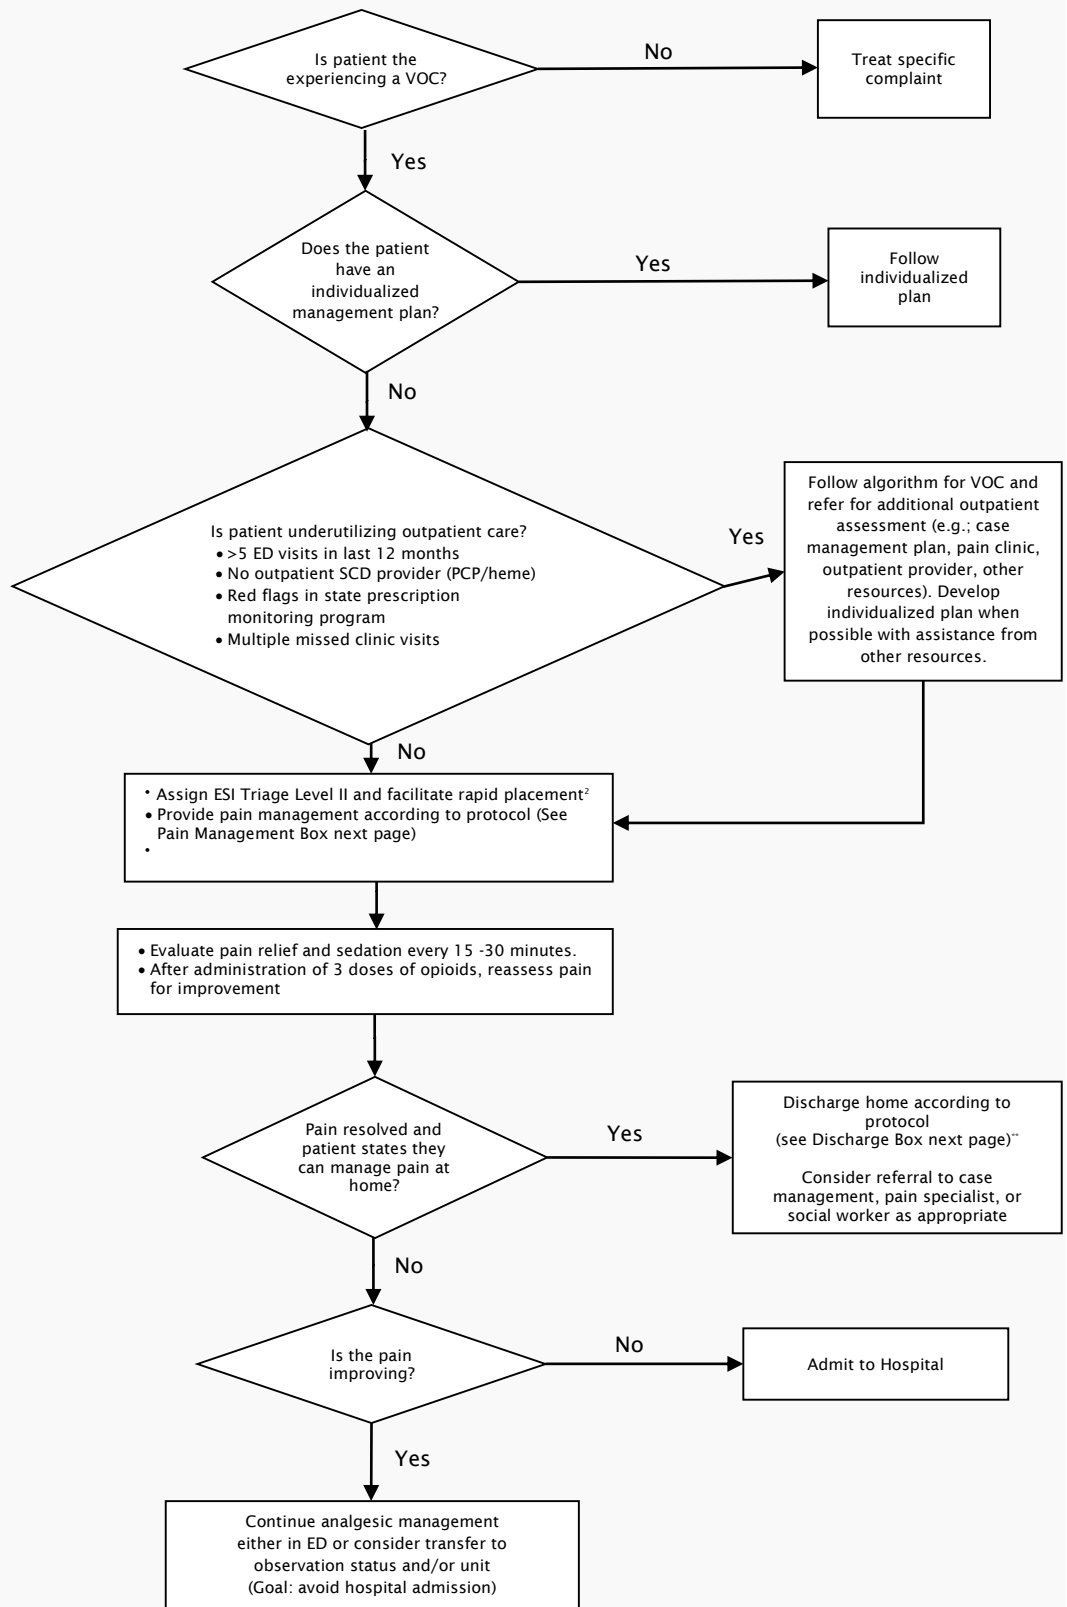 Is patient the
experiencing a VOC?
No
Treat specific
complaint
Yes
Does the patient
have an
individualized
management plan?
Yes
Follow
individualized
plan
No
Is patient underutilizing outpatient care?
• >5 ED visits in last 12 months
• No outpatient SCD provider (PCP/heme)
• Red flags in state prescription
monitoring program
• Multiple missed clinic visits
Yes
Follow algorithm for VOC and
refer for additional outpatient
assessment (e.g.; case
management plan, pain clinic,
outpatient provider, other
resources). Develop
individualized plan when
possible with assistance from
other resources.
No
• Assign ESI Triage Level II and facilitate rapid placement²
• Provide pain management according to protocol (See
Pain Management Box next page)
•
• Evaluate pain relief and sedation every 15 -30 minutes.
• After administration of 3 doses of opioids, reassess pain
for improvement
Pain resolved and
patient states they
can manage pain at
home?
Yes
Discharge home according to
protocol
(see Discharge Box next page)**
Consider referral to case
management, pain specialist, or
social worker as appropriate
No
Is the pain
improving?
No
Admit to Hospital
Yes
Continue analgesic management
either in ED or consider transfer to
observation status and/or unit
(Goal: avoid hospital admission)